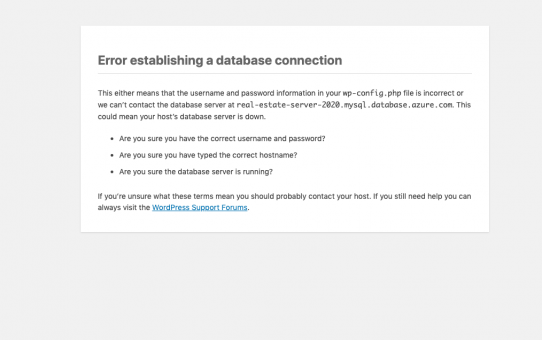 Error establishing a database connection
This either means that the username and password information in your wp-config.php file is incorrect or
we can't contact the database server at real-estate-server-2020.mysql.database.azure.com. This
could mean your host's database server is down.
• Are you sure you have the correct username and password?
• Are you sure you have typed the correct hostname?
• Are you sure the database server is running?
If you're unsure what these terms mean you should probably contact your host. If you still need help you can
always visit the WordPress Support Forums.